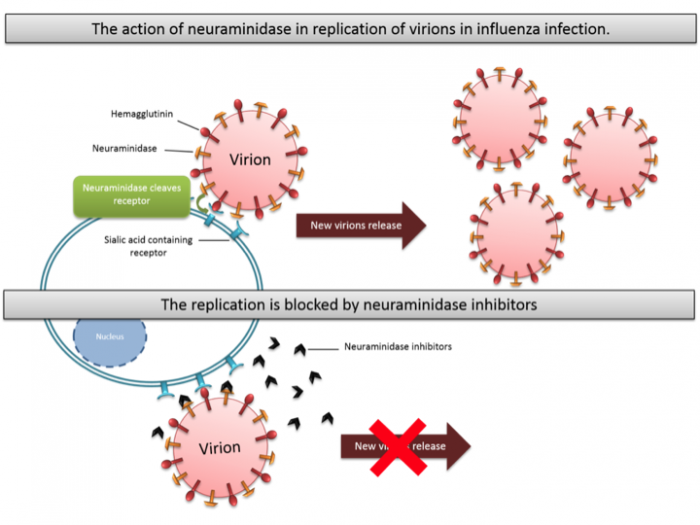 The action of neuraminidase in replication of virions in influenza infection.
Hemagglutinin
Neuraminidase
Virion
Neuraminidase cleaves
receptor
New virions release
Sialic acid containing
receptor
The replication is blocked by neuraminidase inhibitors
Nucleus
Neuraminidase inhibitors
Virion
New release